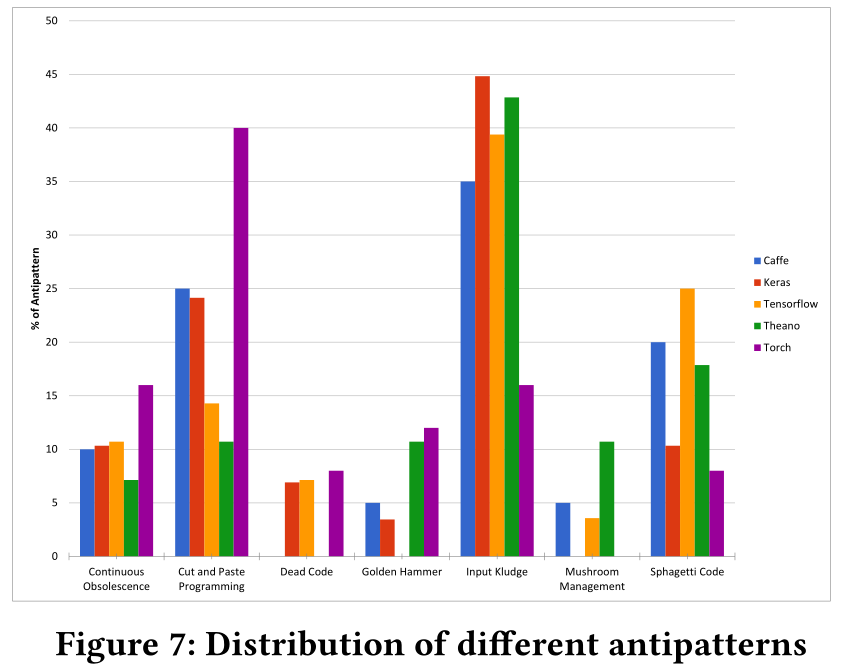 50
45
40
35
30
25
20
15
10
5
0
% of Antipattern
Continuous
Obsolescence
Cut and Paste
Programming
Dead Code
Golden Hammer
Input Kludge
Mushroom
Management
Sphagetti Code
Caffe
Keras
Tensorflow
Theano
Torch
Figure 7: Distribution of different antipatterns